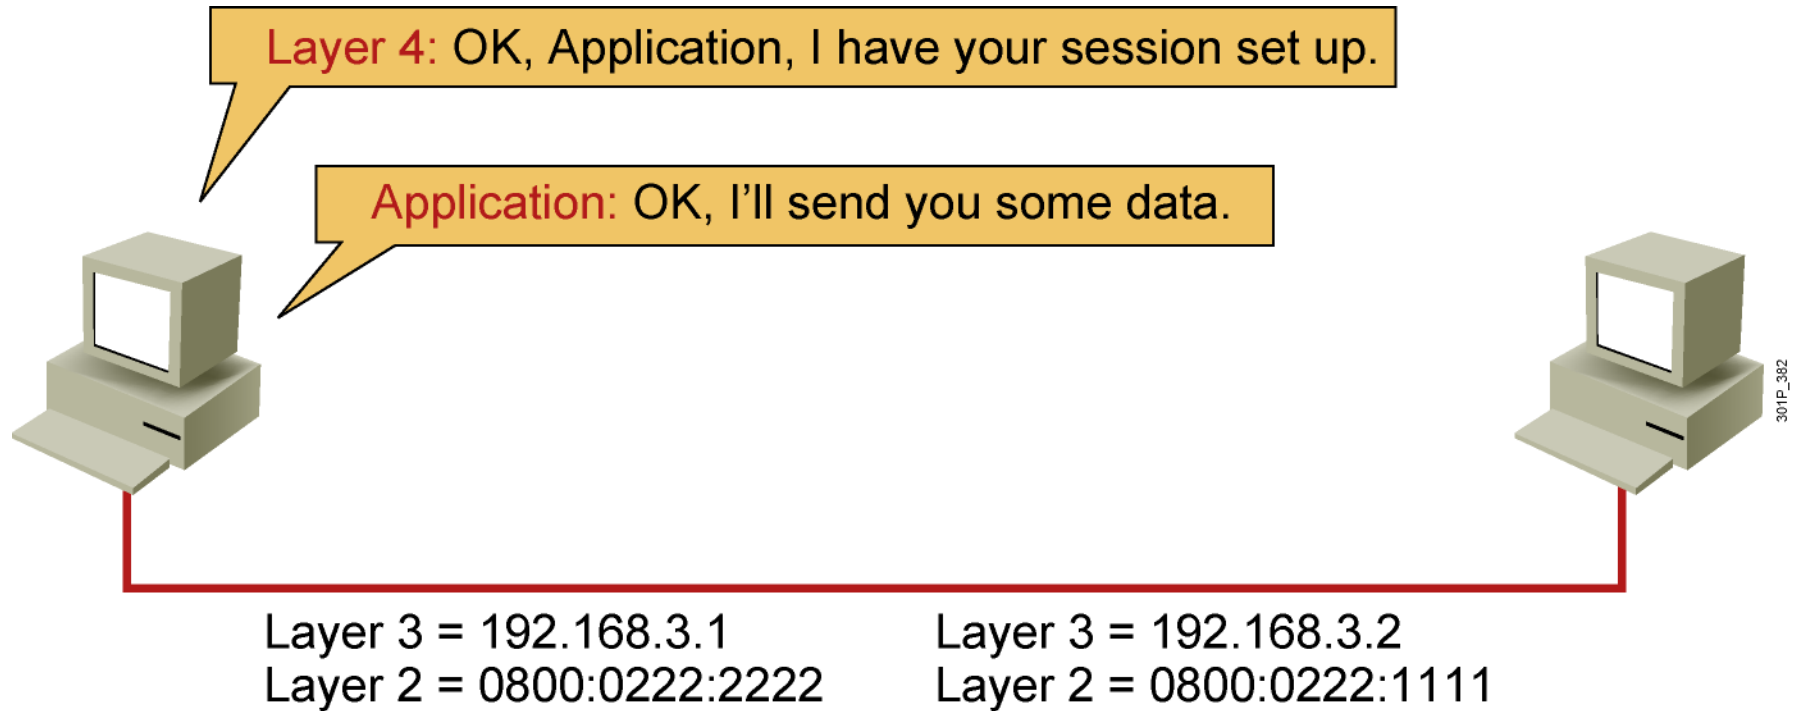 Layer 4: OK, Application, I have your session set up.
Application: OK, I’ll send you some data.
301P_382
Layer 3 = 192.168.3.1
Layer 2 = 0800:0222:2222
Layer 3 = 192.168.3.2
Layer 2 = 0800:0222:1111